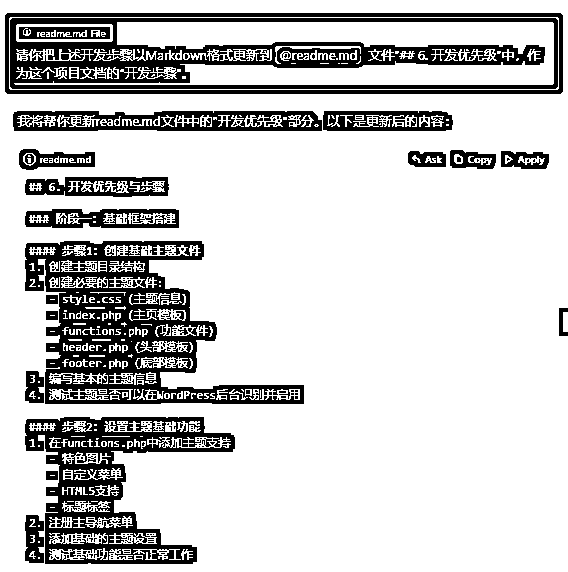 readme.md File
请你把上述开发步骤以Markdown格式更新到 @readme.md 文件"## 6. 开发优先级"中，作
为这个项目文档的"开发步骤"。
我将帮你更新readme.md文件中的"开发优先级"部分。以下是更新后的内容：
readme.md Ask Copy Apply
## 6. 开发优先级与步骤
### 阶段一：基础框架搭建
#### 步骤1: 创建基础主题文件
1. 创建主题目录结构
2. 创建必要的主题文件:
- style.css (主题信息)
- index.php (主页模板)
- functions.php (功能文件)
- header.php (头部模板)
- footer.php (底部模板)
3. 编写基本的主题信息
4. 测试主题是否可以在WordPress后台识别并启用
#### 步骤2: 设置主题基础功能
1. 在functions.php中添加主题支持
- 特色图片
- 自定义菜单
- HTML5支持
- 标题标签
2. 注册主导航菜单
3. 添加基础的主题设置
4. 测试基础功能是否正常工作